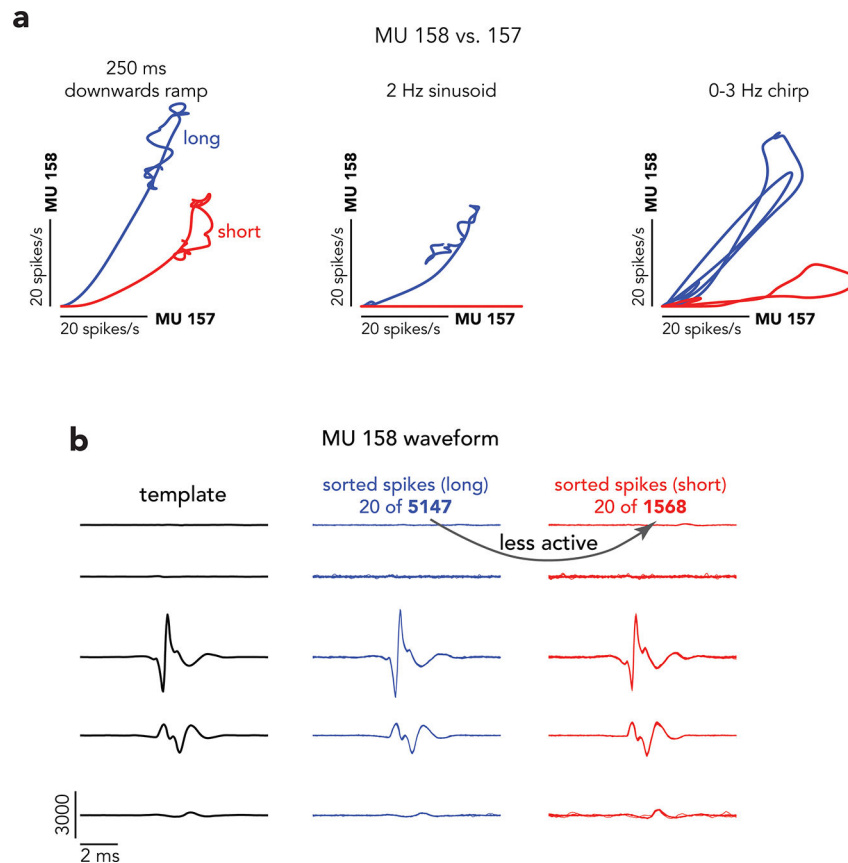 a
MU 158 vs. 157
250 ms
downwards ramp
2 Hz sinusoid
0-3 Hz chirp
long
short
MU 158
20 spikes/s
20 spikes/s
MU 157
MU 158
20 spikes/s
20 spikes/s
MU 157
MU 158
20 spikes/s
20 spikes/s
MU 157
b
MU 158 waveform
template
sorted spikes (long)
20 of 5147
sorted spikes (short)
20 of 1568
less active
3000
2 ms